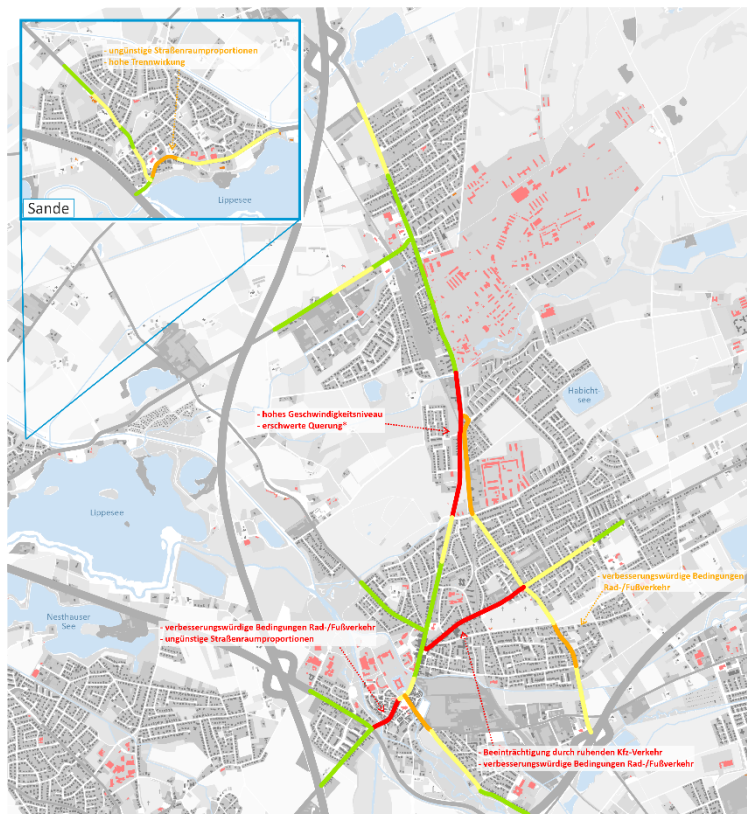 - ungünstige Straßenraumproportionen
- hohe Trennwirkung
Lippesee
Sande
Habicht-
see
- hohes Geschwindigkeitsniveau
- erschwerte Querung*
Lippesee
Nesthauser
See
- verbesserungswürdige Bedingungen
Rad-/Fußverkehr
- verbesserungswürdige Bedingungen Rad-/Fußverkehr
- ungünstige Straßenraumproportionen
- Beeinträchtigung durch ruhenden Kfz-Verkehr
- verbesserungswürdige Bedingungen Rad-/Fußverkehr